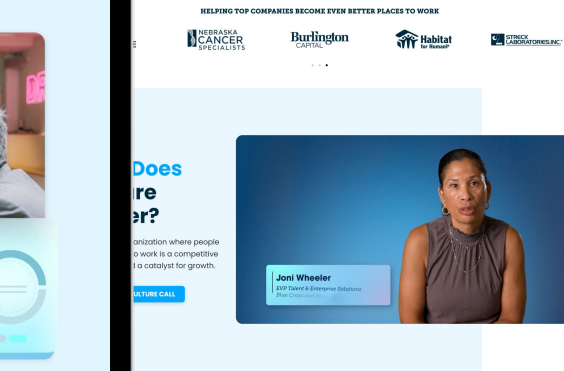 HELPING TOP COMPANIES BECOME EVEN BETTER PLACES TO WORK
NEBRASKA
CANCER
SPECIALISTS
Burlington
CAPITAL
Habitat
for Humanity®
STRECK
LABORATORIES, INC.
Does
re
er?
anization where people
o work is a competitive
d a catalyst for growth.
ULTURE CALL
Joni Wheeler
EVP Talent & Enterprise Solutions
Blue Cross and